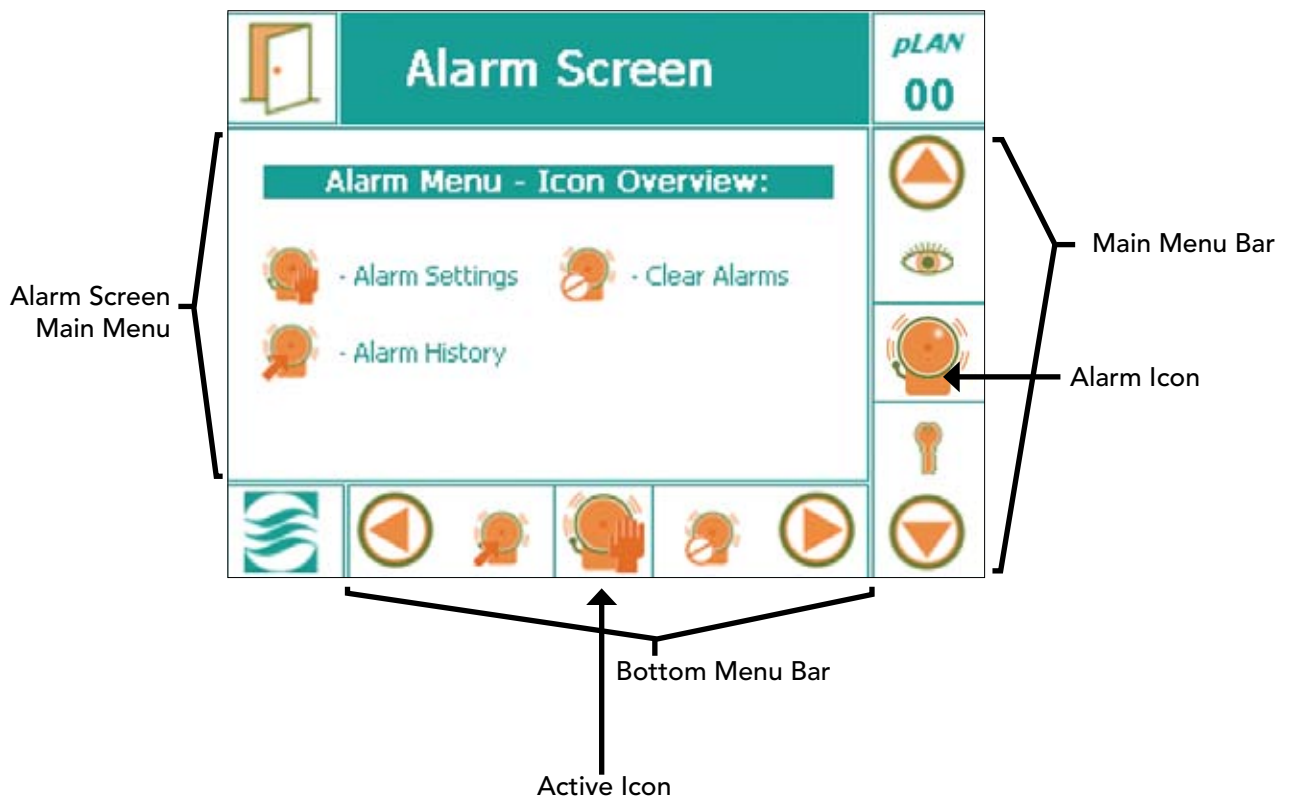 Alarm Screen
pLAN
00
Alarm Menu - Icon Overview:
- Alarm Settings
- Clear Alarms
- Alarm History
Alarm Screen
Main Menu
Main Menu Bar
Alarm Icon
Bottom Menu Bar
Active Icon